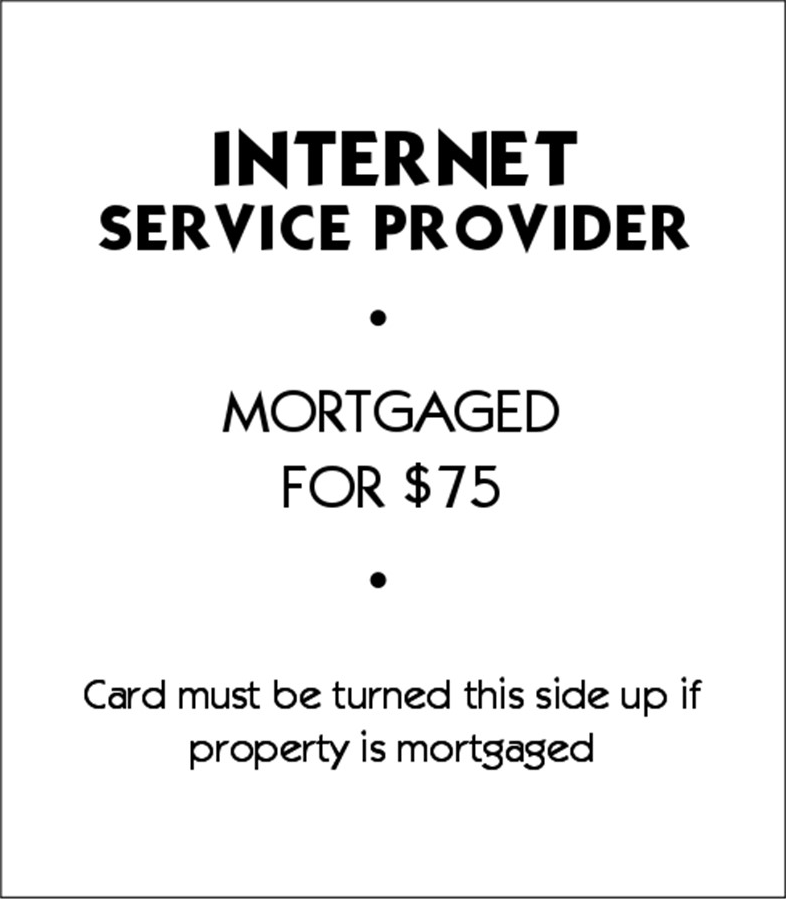 INTERNET
SERVICE PROVIDER
•
MORTGAGED
FOR $75
•
Card must be turned this side up if
property is mortgaged